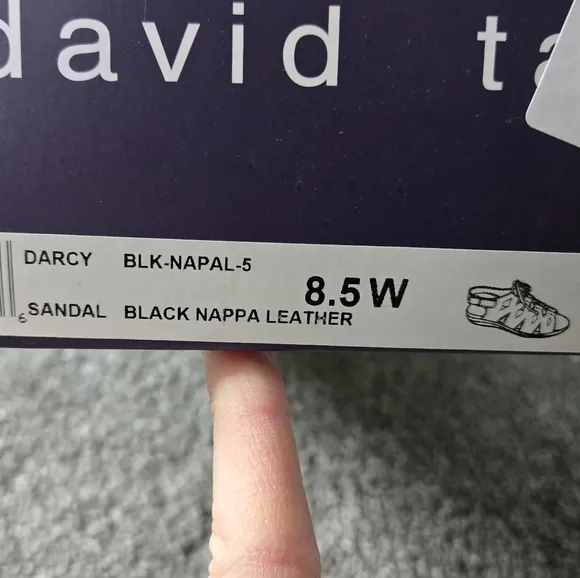 david ta
DARCY BLK-NAPAL-5
8.5 W
6 SANDAL BLACK NAPPA LEATHER